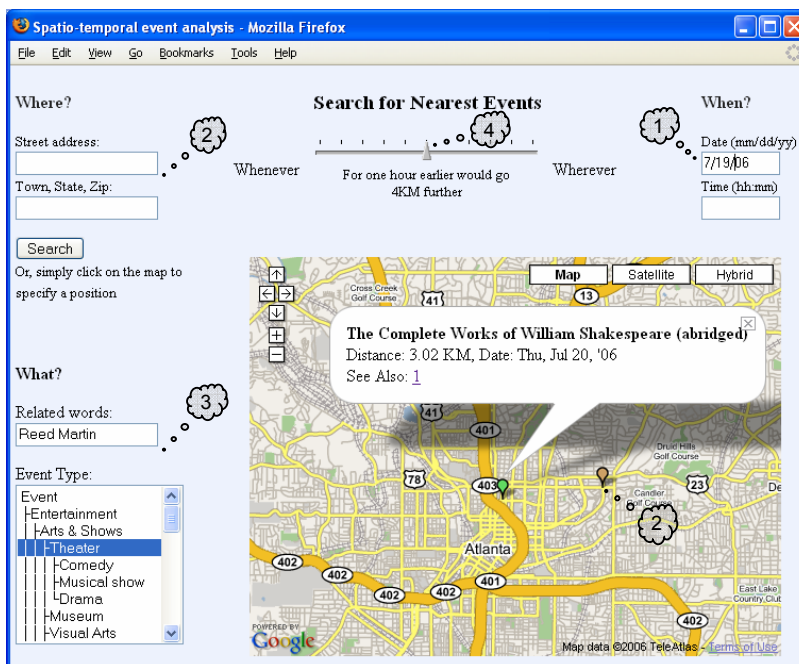 Spatio-temporal event analysis - Mozilla Firefox
File Edit View Go Bookmarks Tools Help
Where?
Search for Nearest Events
When?
2
4
1
Street address:
Date (mm/dd/yy)
7/19/06
Whenever
For one hour earlier would go
4KM further
Wherever
Town, State, Zip:
Time (hh:mm)
Search
Or, simply click on the map to
specify a position
Map Satellite Hybrid
Cross Creek
Golf Course
41
13
The Complete Works of William Shakespeare (abridged)
Distance: 3.02 KM, Date: Thu, Jul 20, '06
See Also: 1
What?
3
Related words:
Reed Martin
41
401
Druid Hills
Golf Course
Event Type:
78
403
23
De
Candler
Golf Course
2
Event
Entertainment
Arts & Shows
Theater
Comedy
Musical show
Drama
Museum
Visual Arts
Atlanta
402
402
402
402
401
402
402
East Lake
Country Club
POWERED BY
Google
Map data ©2006 TeleAtlas - Terms of Use